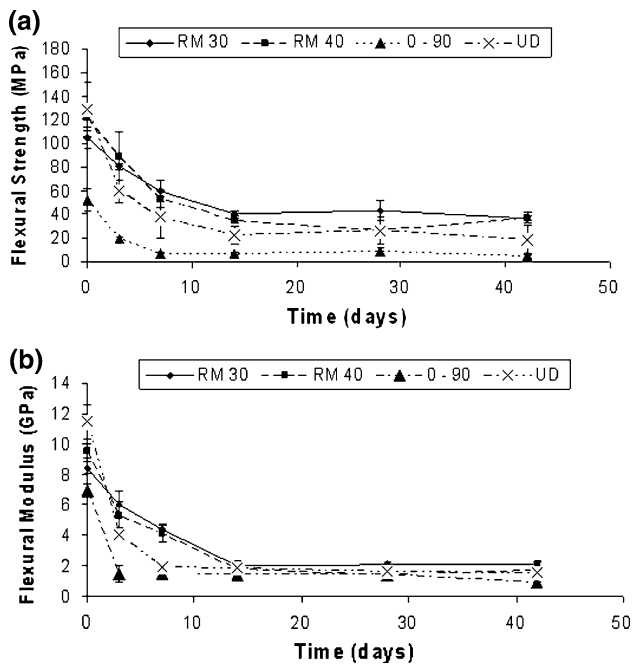 (a)
RM 30 RM 40 0 - 90 UD
Flexural Strength (MPa)
180
160
140
120
100
80
60
40
20
0
0 10 20 30 40 50
Time (days)
(b)
RM 30 RM 40 0 - 90 UD
Flexural Modulus (GPa)
14
12
10
8
6
4
2
0
0 10 20 30 40 50
Time (days)